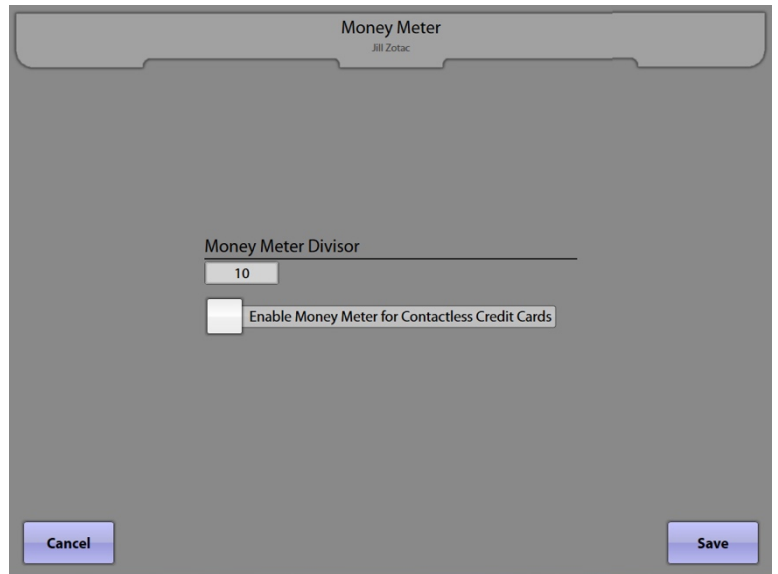 Money Meter
Jill Zotac
Money Meter Divisor
10
Enable Money Meter for Contactless Credit Cards
Cancel
Save